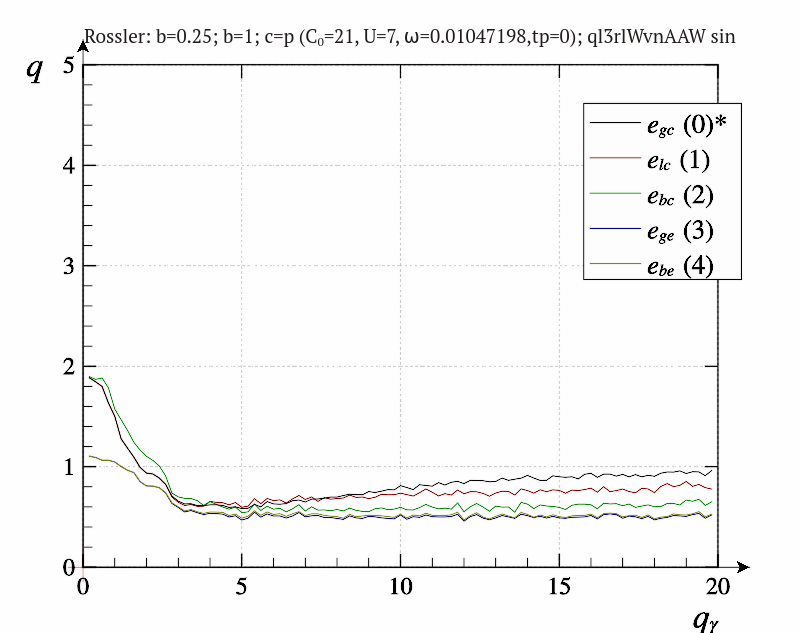 Rossler: b=0.25; b=1; c=p (C₀=21, U=7, ω=0.01047198,tp=0); ql3rlWvnAAW sin
q
5
4
3
2
1
0
e_gc (0)*
e_lc (1)
e_bc (2)
e_ge (3)
e_be (4)
0 5 10 15 20
q_γ